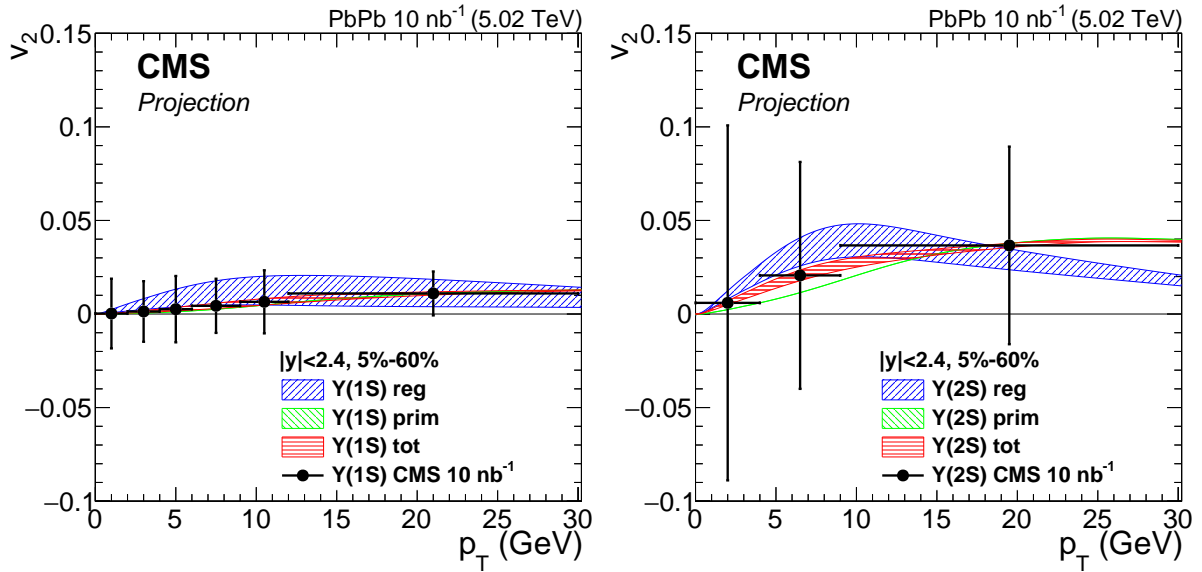 PbPb 10 nb⁻¹ (5.02 TeV)
v₂
0.15
CMS
Projection
0.1
0.05
0
|y|<2.4, 5%-60%
Υ(1S) reg
−0.05
Υ(1S) prim
Υ(1S) tot
Υ(1S) CMS 10 nb⁻¹
−0.1
0 5 10 15 20 25 30
p_T (GeV)
PbPb 10 nb⁻¹ (5.02 TeV)
v₂
0.15
CMS
Projection
0.1
0.05
0
|y|<2.4, 5%-60%
Υ(2S) reg
−0.05
Υ(2S) prim
Υ(2S) tot
Υ(2S) CMS 10 nb⁻¹
−0.1
0 5 10 15 20 25 30
p_T (GeV)